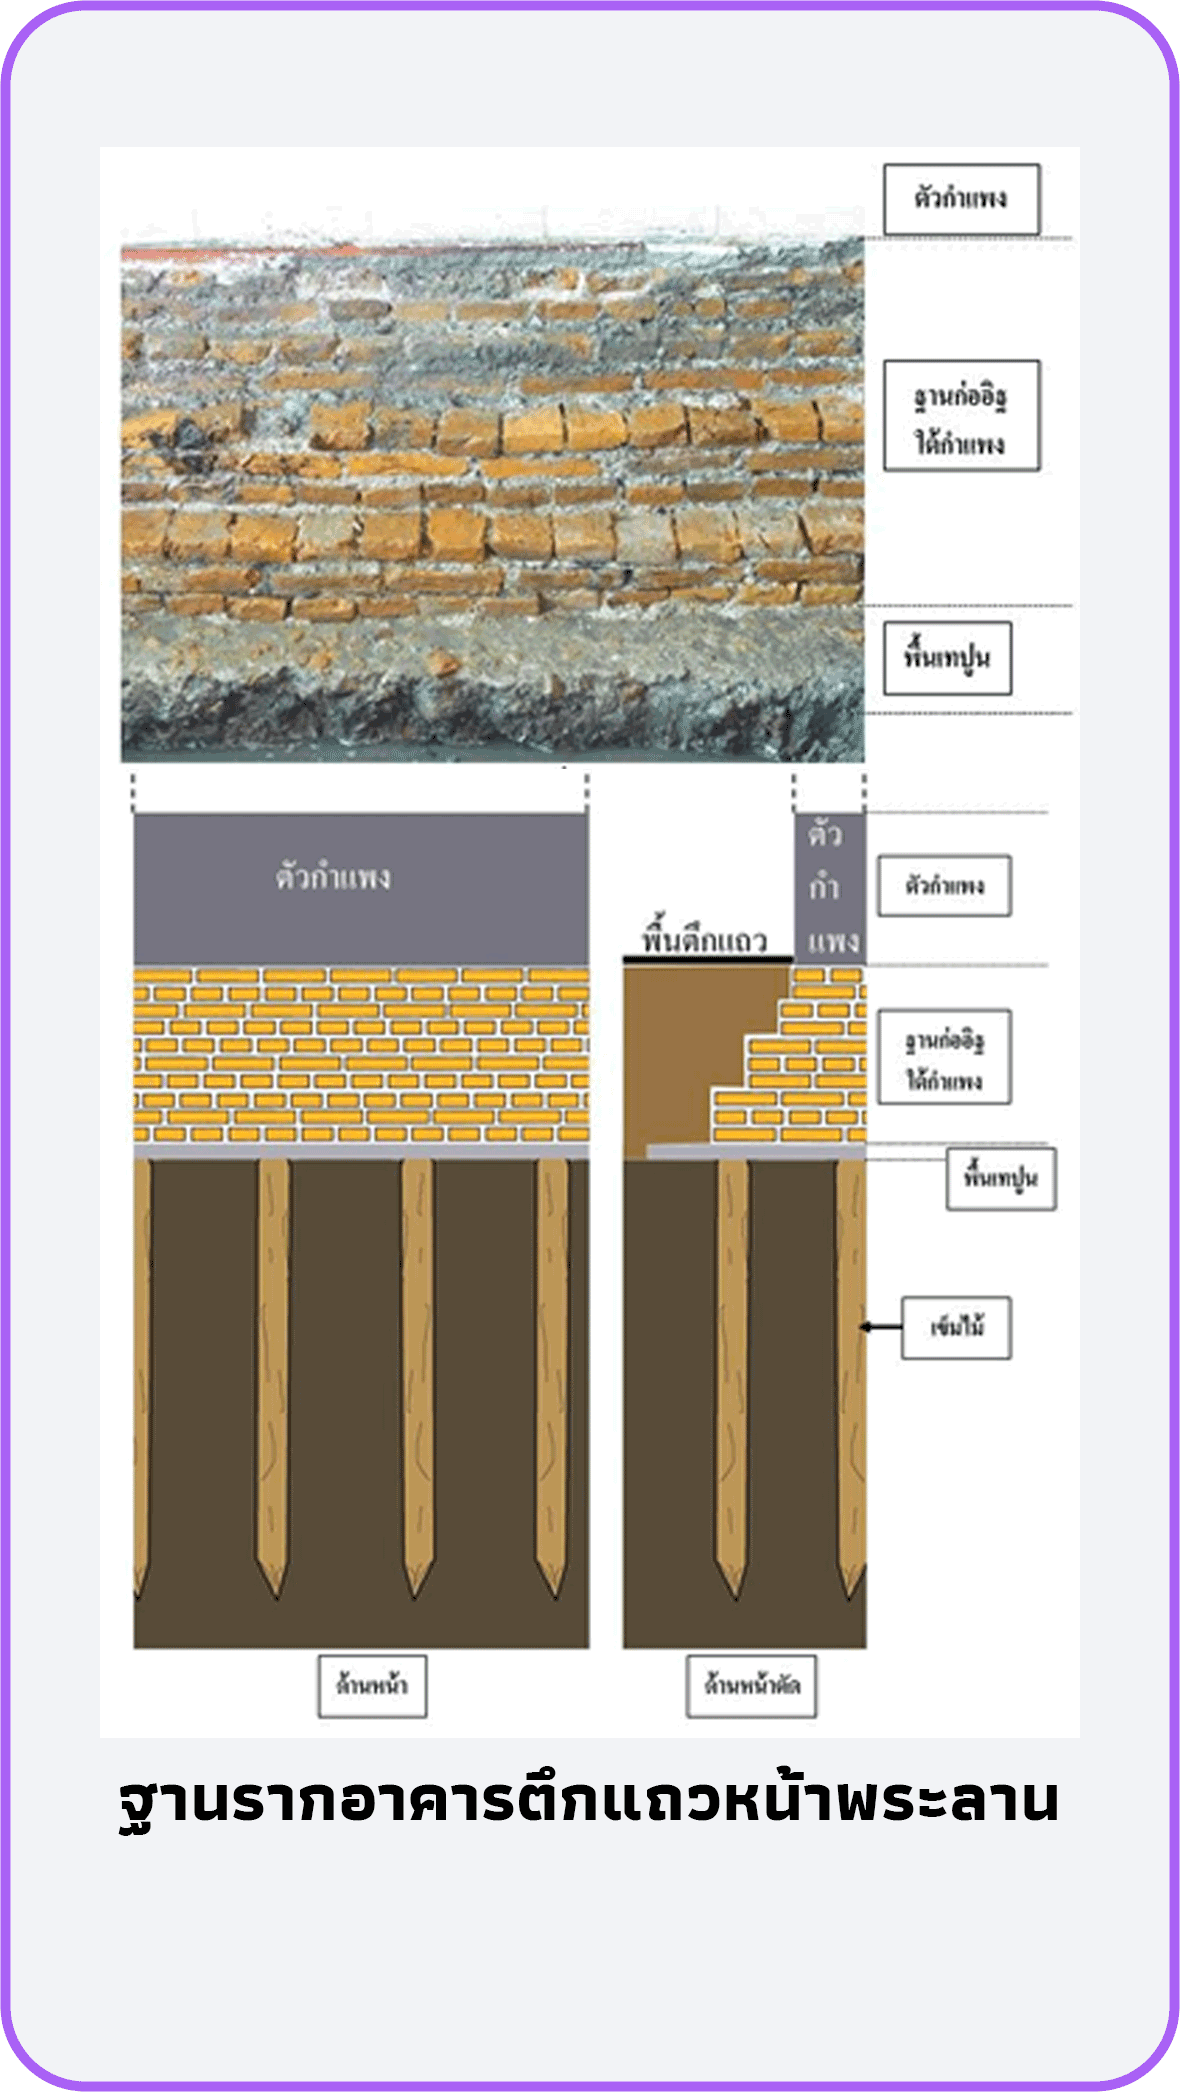 ตัวกำแพง
ฐานก่ออิฐ
ใต้กำแพง
พื้นเทปูน
ตัวกำแพง
ตัว
กำ
แพง
พื้นตึกแถว
ตัวกำแพง
ฐานก่ออิฐ
ใต้กำแพง
พื้นเทปูน
เข็มไม้
ด้านหน้า
ด้านหน้าตัด
ฐานรากอาคารตึกแถวหน้าพระลาน